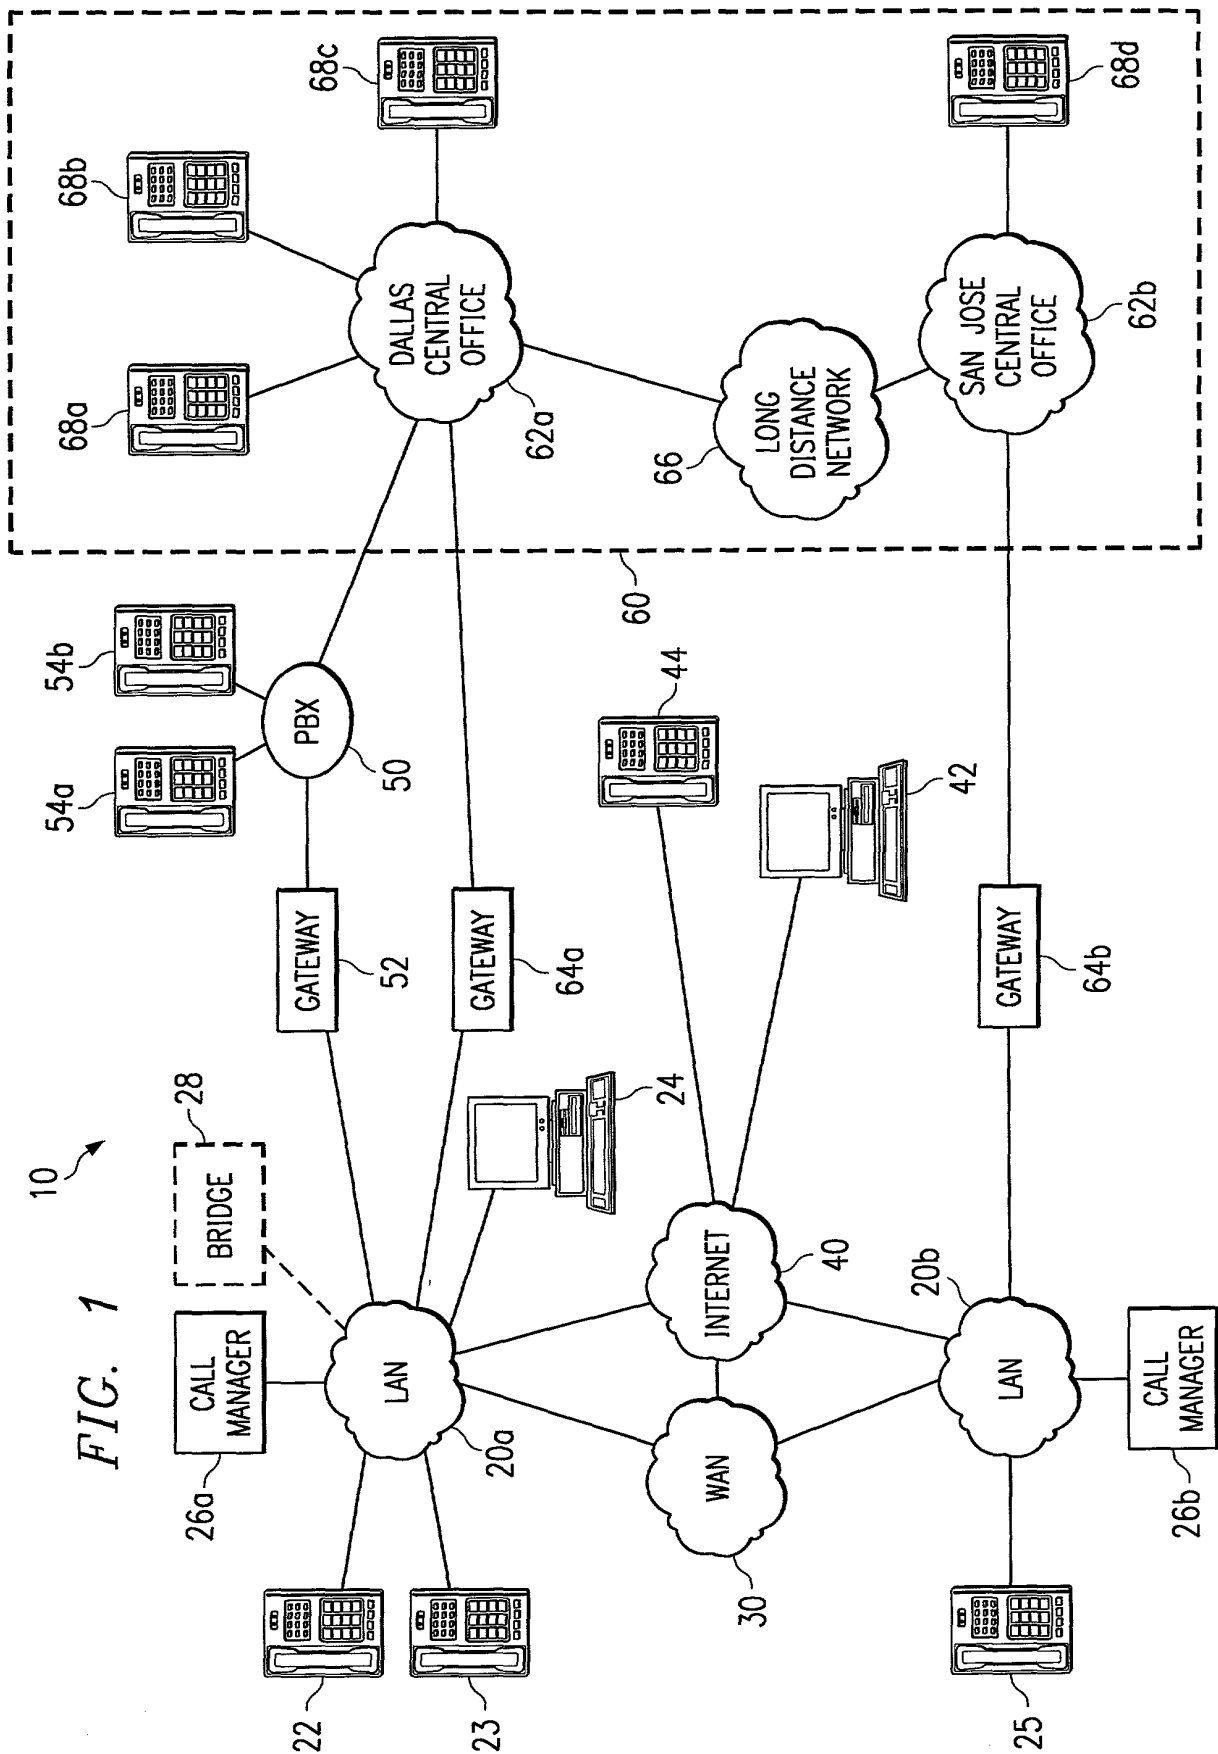 FIG. 1
10
22
23
26a
CALL
MANAGER
28
BRIDGE
LAN
20a
24
GATEWAY
52
GATEWAY
64a
54a
54b
PBX
50
68a
68b
68c
DALLAS
CENTRAL
OFFICE
62a
60
WAN
30
INTERNET
40
44
42
66
LONG
DISTANCE
NETWORK
25
LAN
20b
CALL
MANAGER
26b
GATEWAY
64b
SAN JOSE
CENTRAL
OFFICE
62b
68d